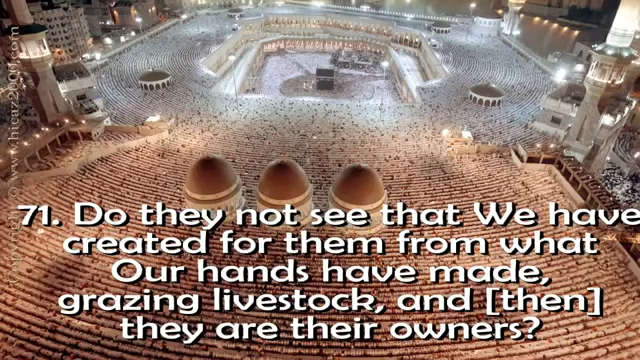 71. Do they not see that We have
created for them from what
Our hands have made,
grazing livestock, and [then]
they are their owners?